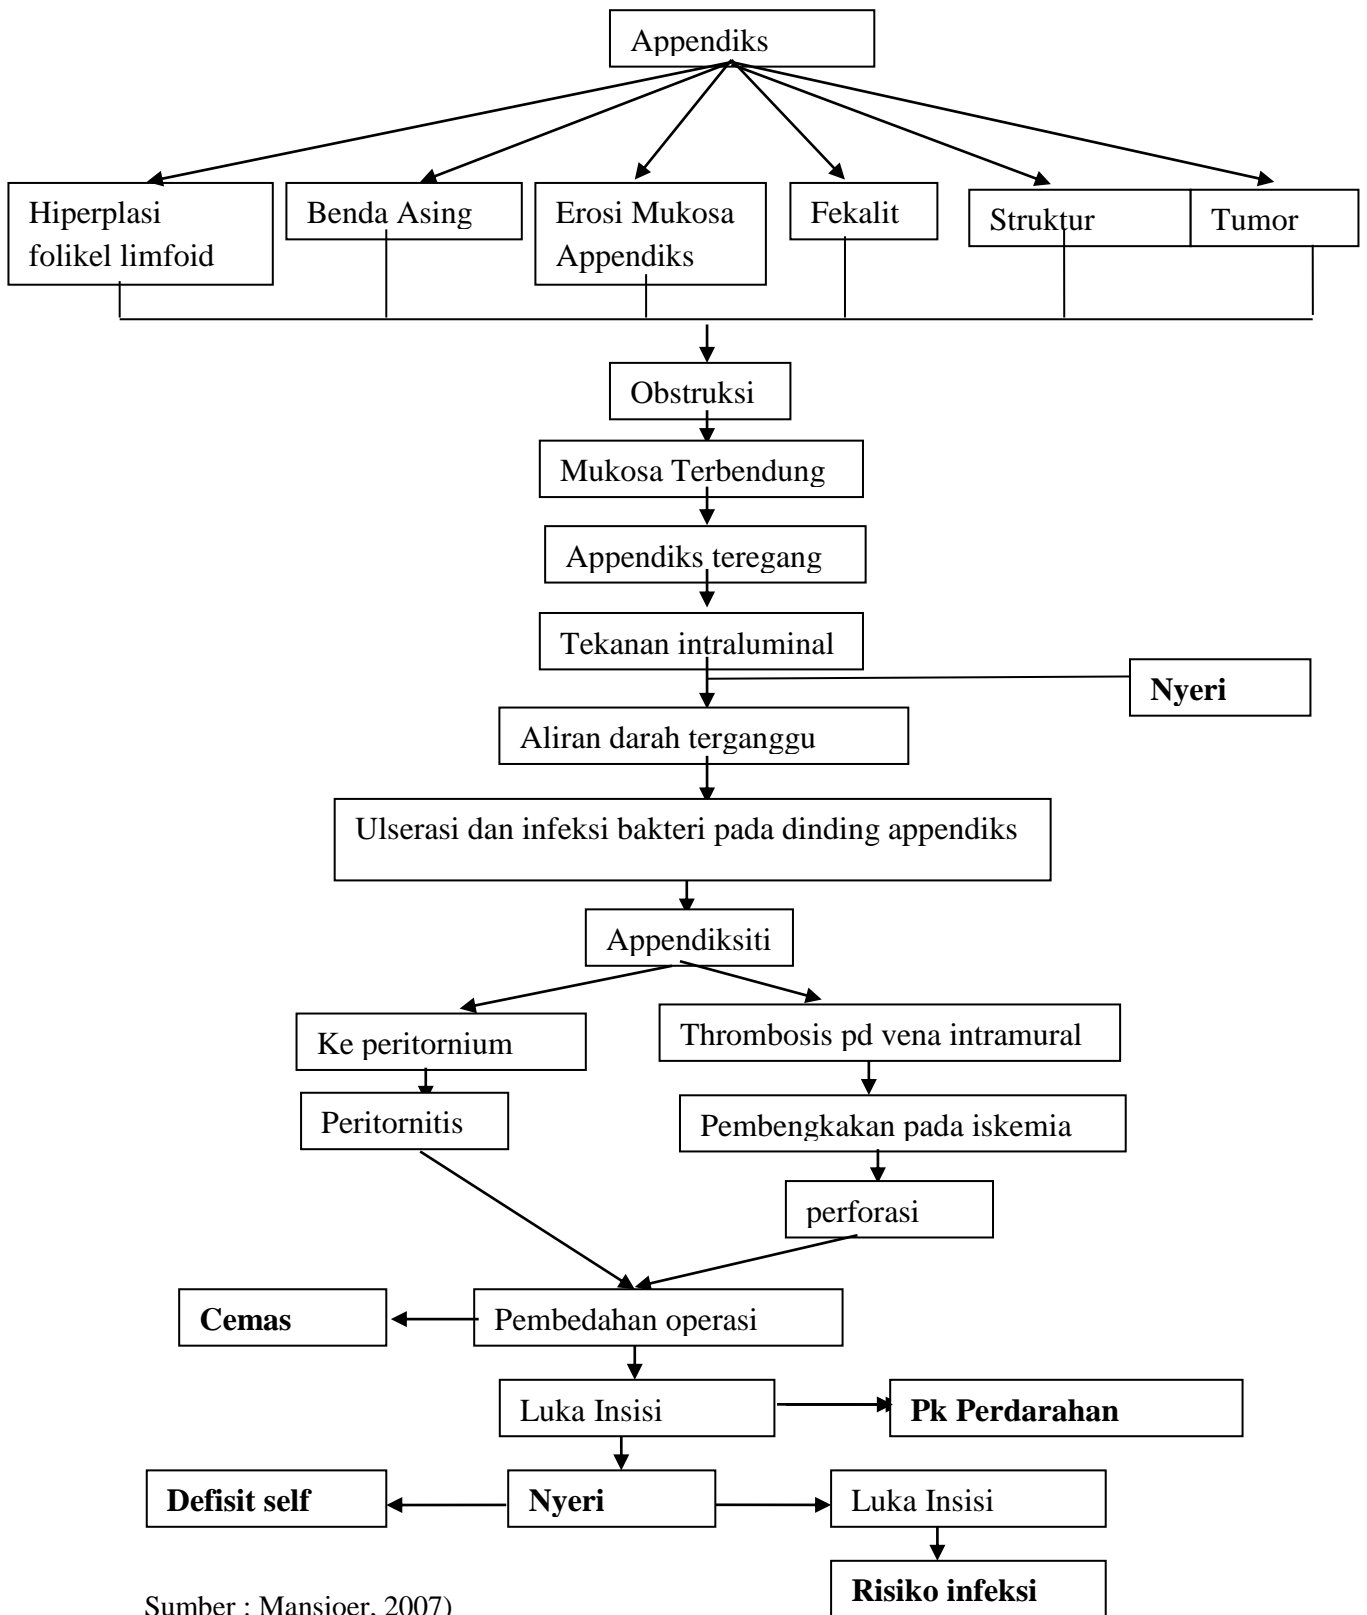 Appendiks
Hiperplasi
folikel limfoid
Benda Asing
Erosi Mukosa
Appendiks
Fekalit
Struktur
Tumor
Obstruksi
Mukosa Terbendung
Appendiks teregang
Tekanan intraluminal
Nyeri
Aliran darah terganggu
Ulserasi dan infeksi bakteri pada dinding appendiks
Appendiksiti
Ke peritornium
Thrombosis pd vena intramural
Peritornitis
Pembengkakan pada iskemia
perforasi
Cemas
Pembedahan operasi
Luka Insisi
Pk Perdarahan
Defisit self
Nyeri
Luka Insisi
Risiko infeksi
Sumber : Mansjoer, 2007)